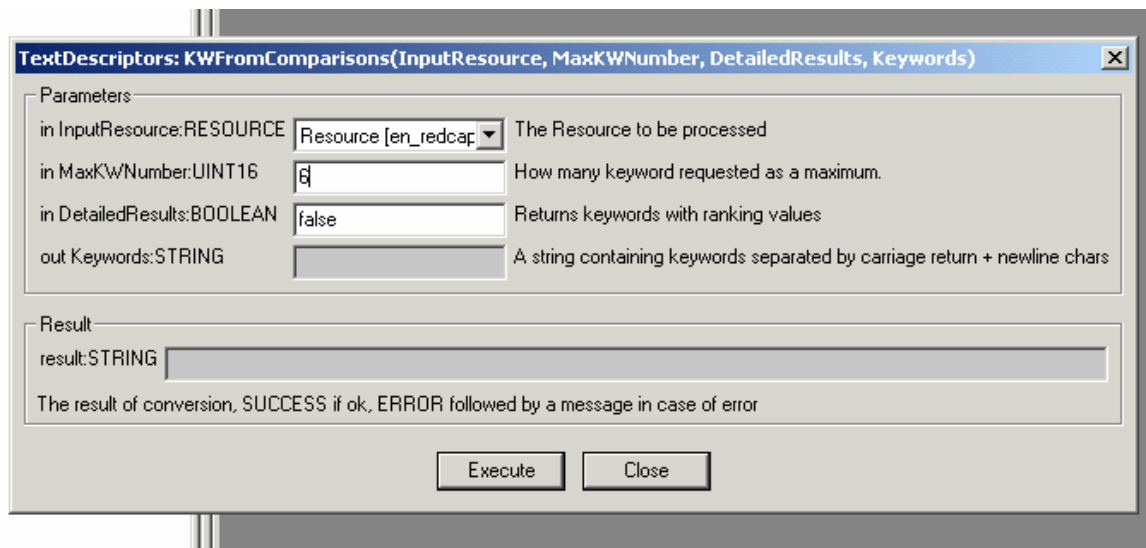 TextDescriptors: KWFromComparisons(InputResource, MaxKWNumber, DetailedResults, Keywords)
Parameters
in InputResource:RESOURCE Resource [en_redcap The Resource to be processed
in MaxKWNumber:UINT16 6 How many keyword requested as a maximum.
in DetailedResults:BOOLEAN false Returns keywords with ranking values
out Keywords:STRING A string containing keywords separated by carriage return + newline chars
Result
result:STRING
The result of conversion, SUCCESS if ok, ERROR followed by a message in case of error
Execute Close